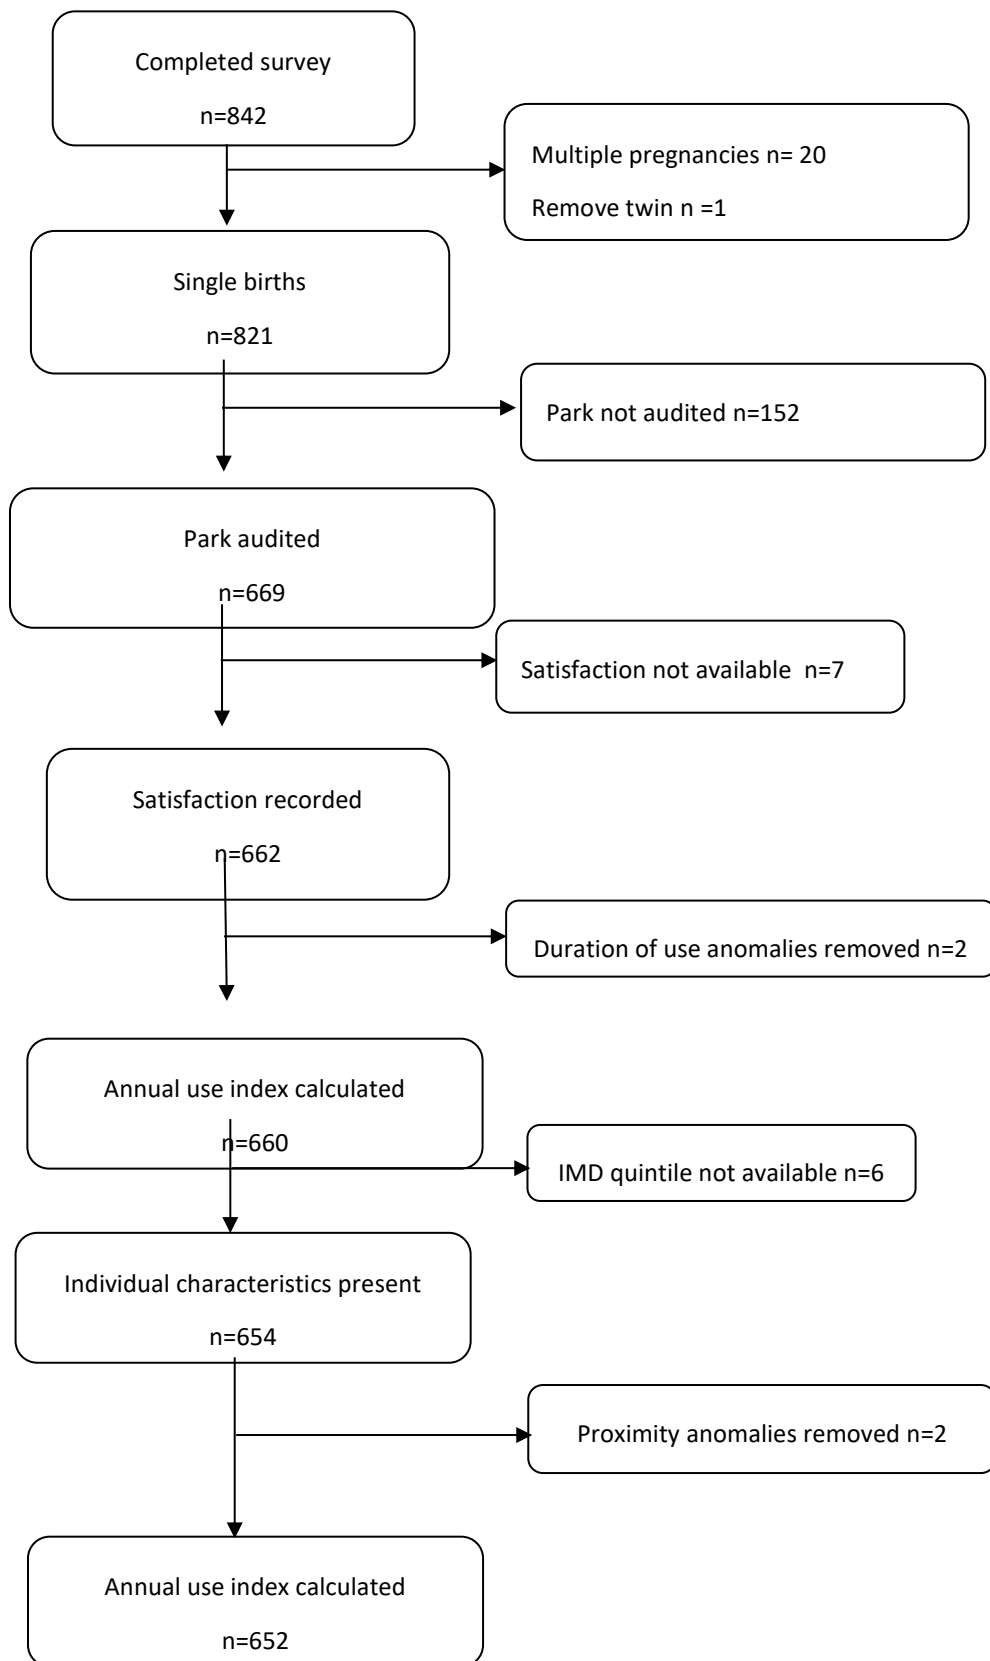 Completed survey
n=842
Multiple pregnancies n= 20
Remove twin n =1
Single births
n=821
Park not audited n=152
Park audited
n=669
Satisfaction not available  n=7
Satisfaction recorded
n=662
Duration of use anomalies removed n=2
Annual use index calculated
n=660
IMD quintile not available n=6
Individual characteristics present
n=654
Proximity anomalies removed n=2
Annual use index calculated
n=652